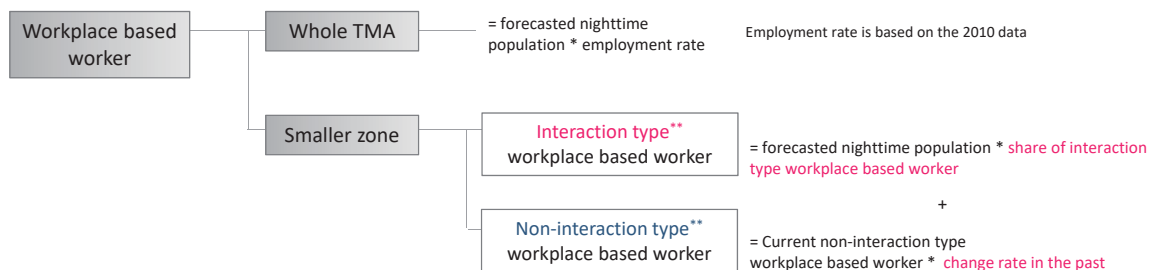 Workplace based
worker
Whole TMA
= forecasted nighttime
population * employment rate
Employment rate is based on the 2010 data
Smaller zone
Interaction type**
workplace based worker
= forecasted nighttime population * share of interaction
type workplace based worker
+
Non-interaction type**
workplace based worker
= Current non-interaction type
workplace based worker * change rate in the past